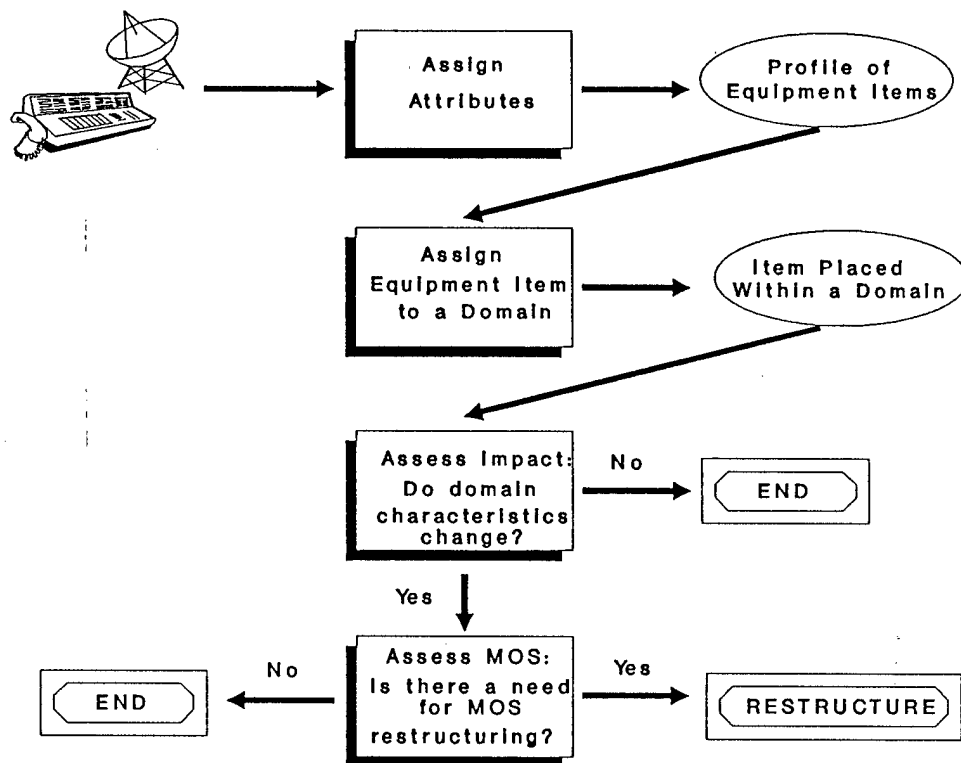 Assign
Attributes
Profile of
Equipment Items
Assign
Equipment Item
to a Domain
Item Placed
Within a Domain
Assess Impact:
Do domain
characteristics
change?
No
END
Yes
Assess MOS:
Is there a need
for MOS
restructuring?
No
END
Yes
RESTRUCTURE